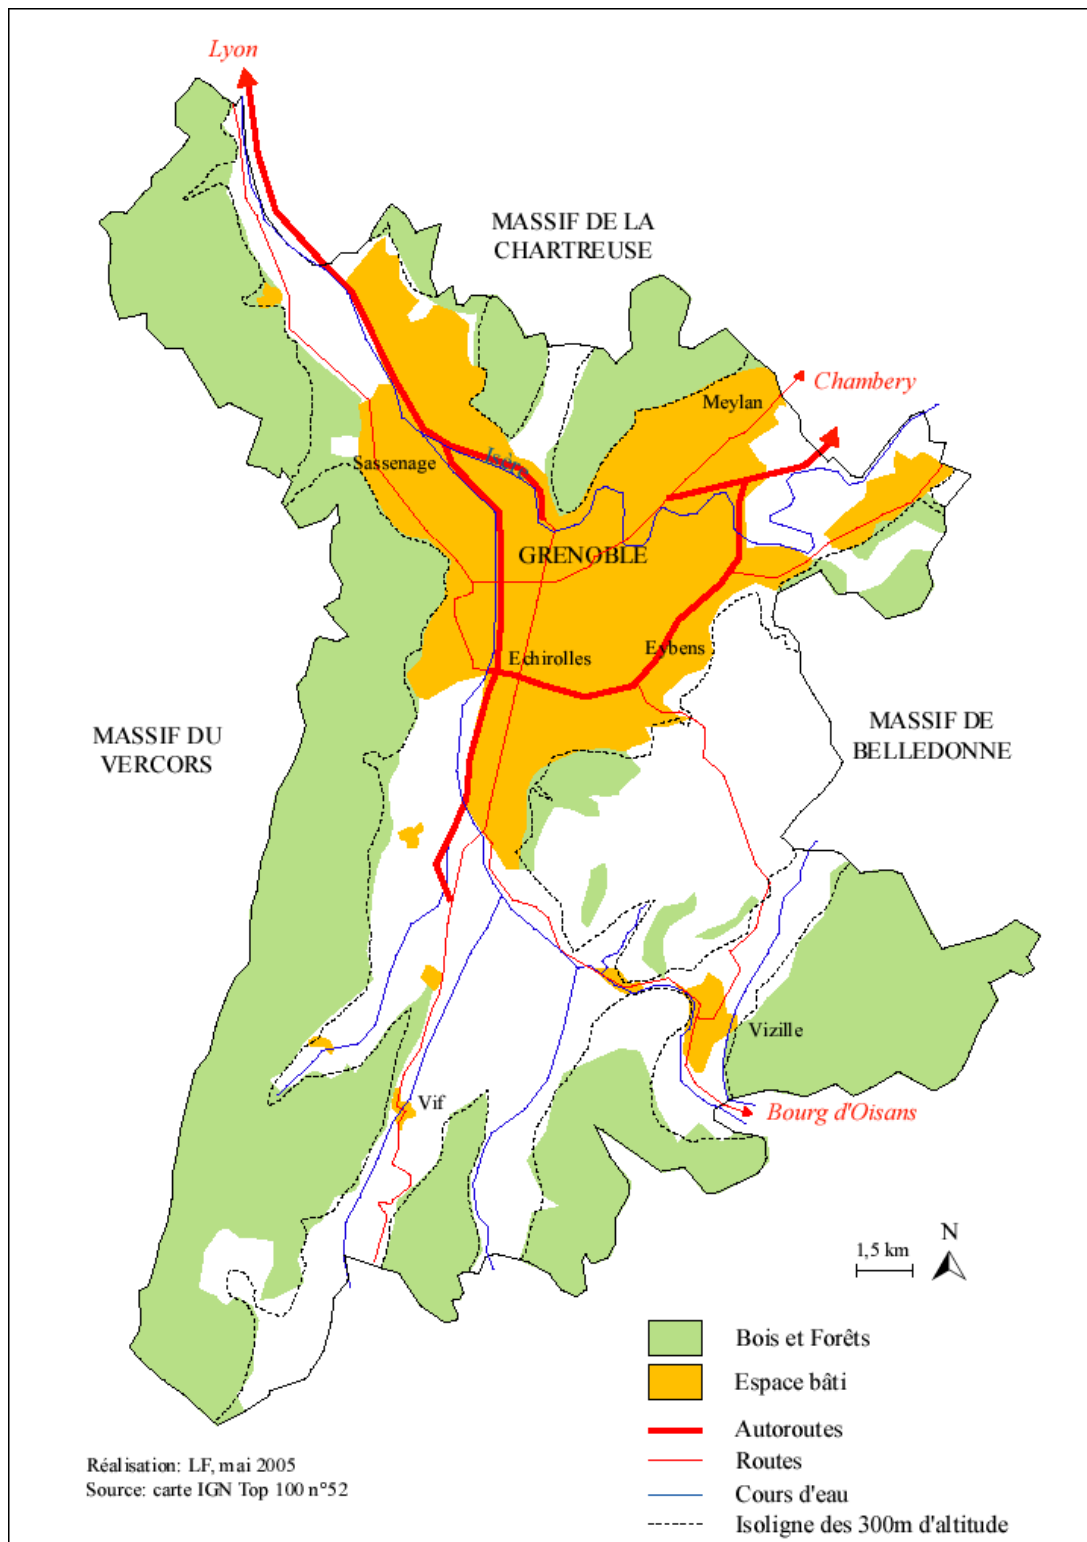 Lyon
MASSIF DE LA
CHARTREUSE
Chambery
Meylan
Isère
Sassenage
GRENOBLE
Echirolles
Eybens
MASSIF DU
VERCORS
MASSIF DE
BELLEDONNE
Vizille
Vif
Bourg d'Oisans
N
1,5 km
Bois et Forêts
Espace bâti
Autoroutes
Routes
Cours d'eau
Isoligne des 300m d'altitude
Réalisation: LF, mai 2005
Source: carte IGN Top 100 n°52